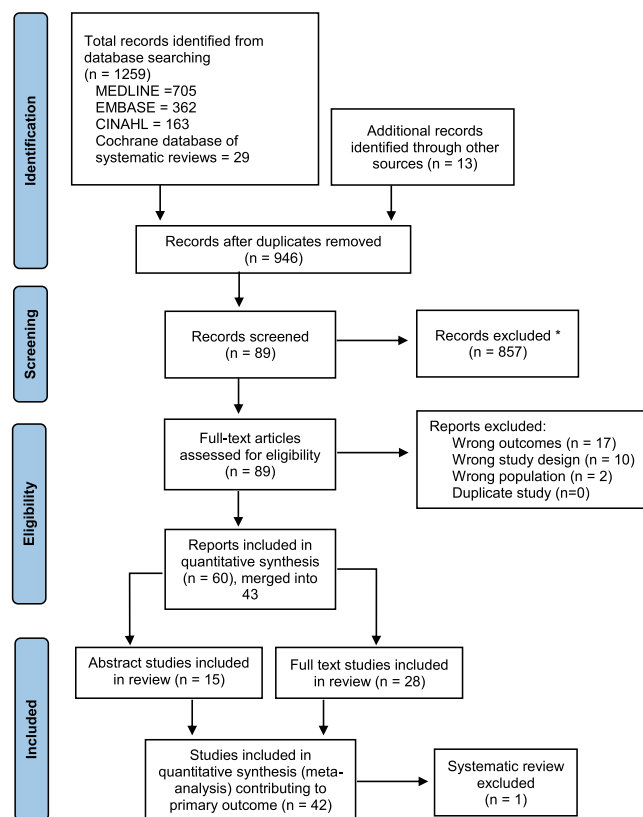 Identification
Total records identified from
database searching
(n = 1259)
MEDLINE =705
EMBASE = 362
CINAHL = 163
Cochrane database of
systematic reviews = 29
Additional records
identified through other
sources (n = 13)
Records after duplicates removed
(n = 946)
Screening
Records screened
(n = 89)
Records excluded *
(n = 857)
Eligibility
Full-text articles
assessed for eligibility
(n = 89)
Reports excluded:
Wrong outcomes (n = 17)
Wrong study design (n = 10)
Wrong population (n = 2)
Duplicate study (n=0)
Reports included in
quantitative synthesis
(n = 60), merged into
43
Included
Abstract studies included
in review (n = 15)
Full text studies included
in review (n = 28)
Studies included in
quantitative synthesis (meta-
analysis) contributing to
primary outcome (n = 42)
Systematic review
excluded
(n = 1)